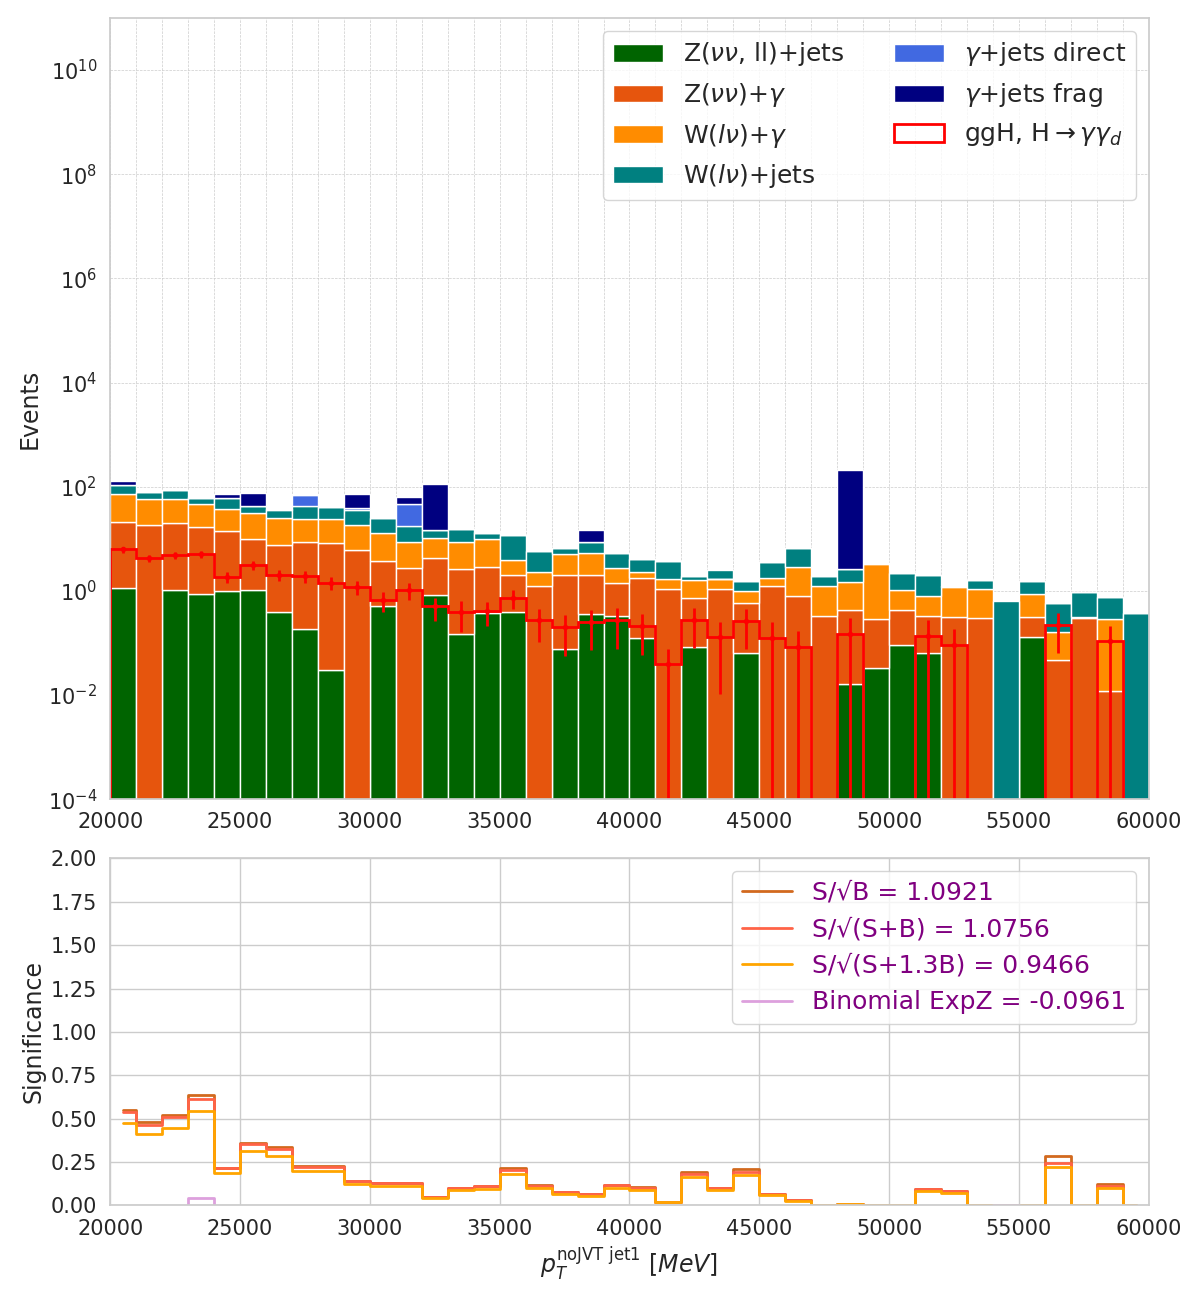 Z(νν, ll)+jets
Z(νν)+γ
W(lν)+γ
W(lν)+jets
γ+jets direct
γ+jets frag
ggH, H→γγ_d
Events
10^10
10^8
10^6
10^4
10^2
10^0
10^−2
10^−4
20000 25000 30000 35000 40000 45000 50000 55000 60000
S/√B = 1.0921
S/√(S+B) = 1.0756
S/√(S+1.3B) = 0.9466
Binomial ExpZ = -0.0961
Significance
2.00
1.75
1.50
1.25
1.00
0.75
0.50
0.25
0.00
20000 25000 30000 35000 40000 45000 50000 55000 60000
p_T^noJVT jet1 [MeV]